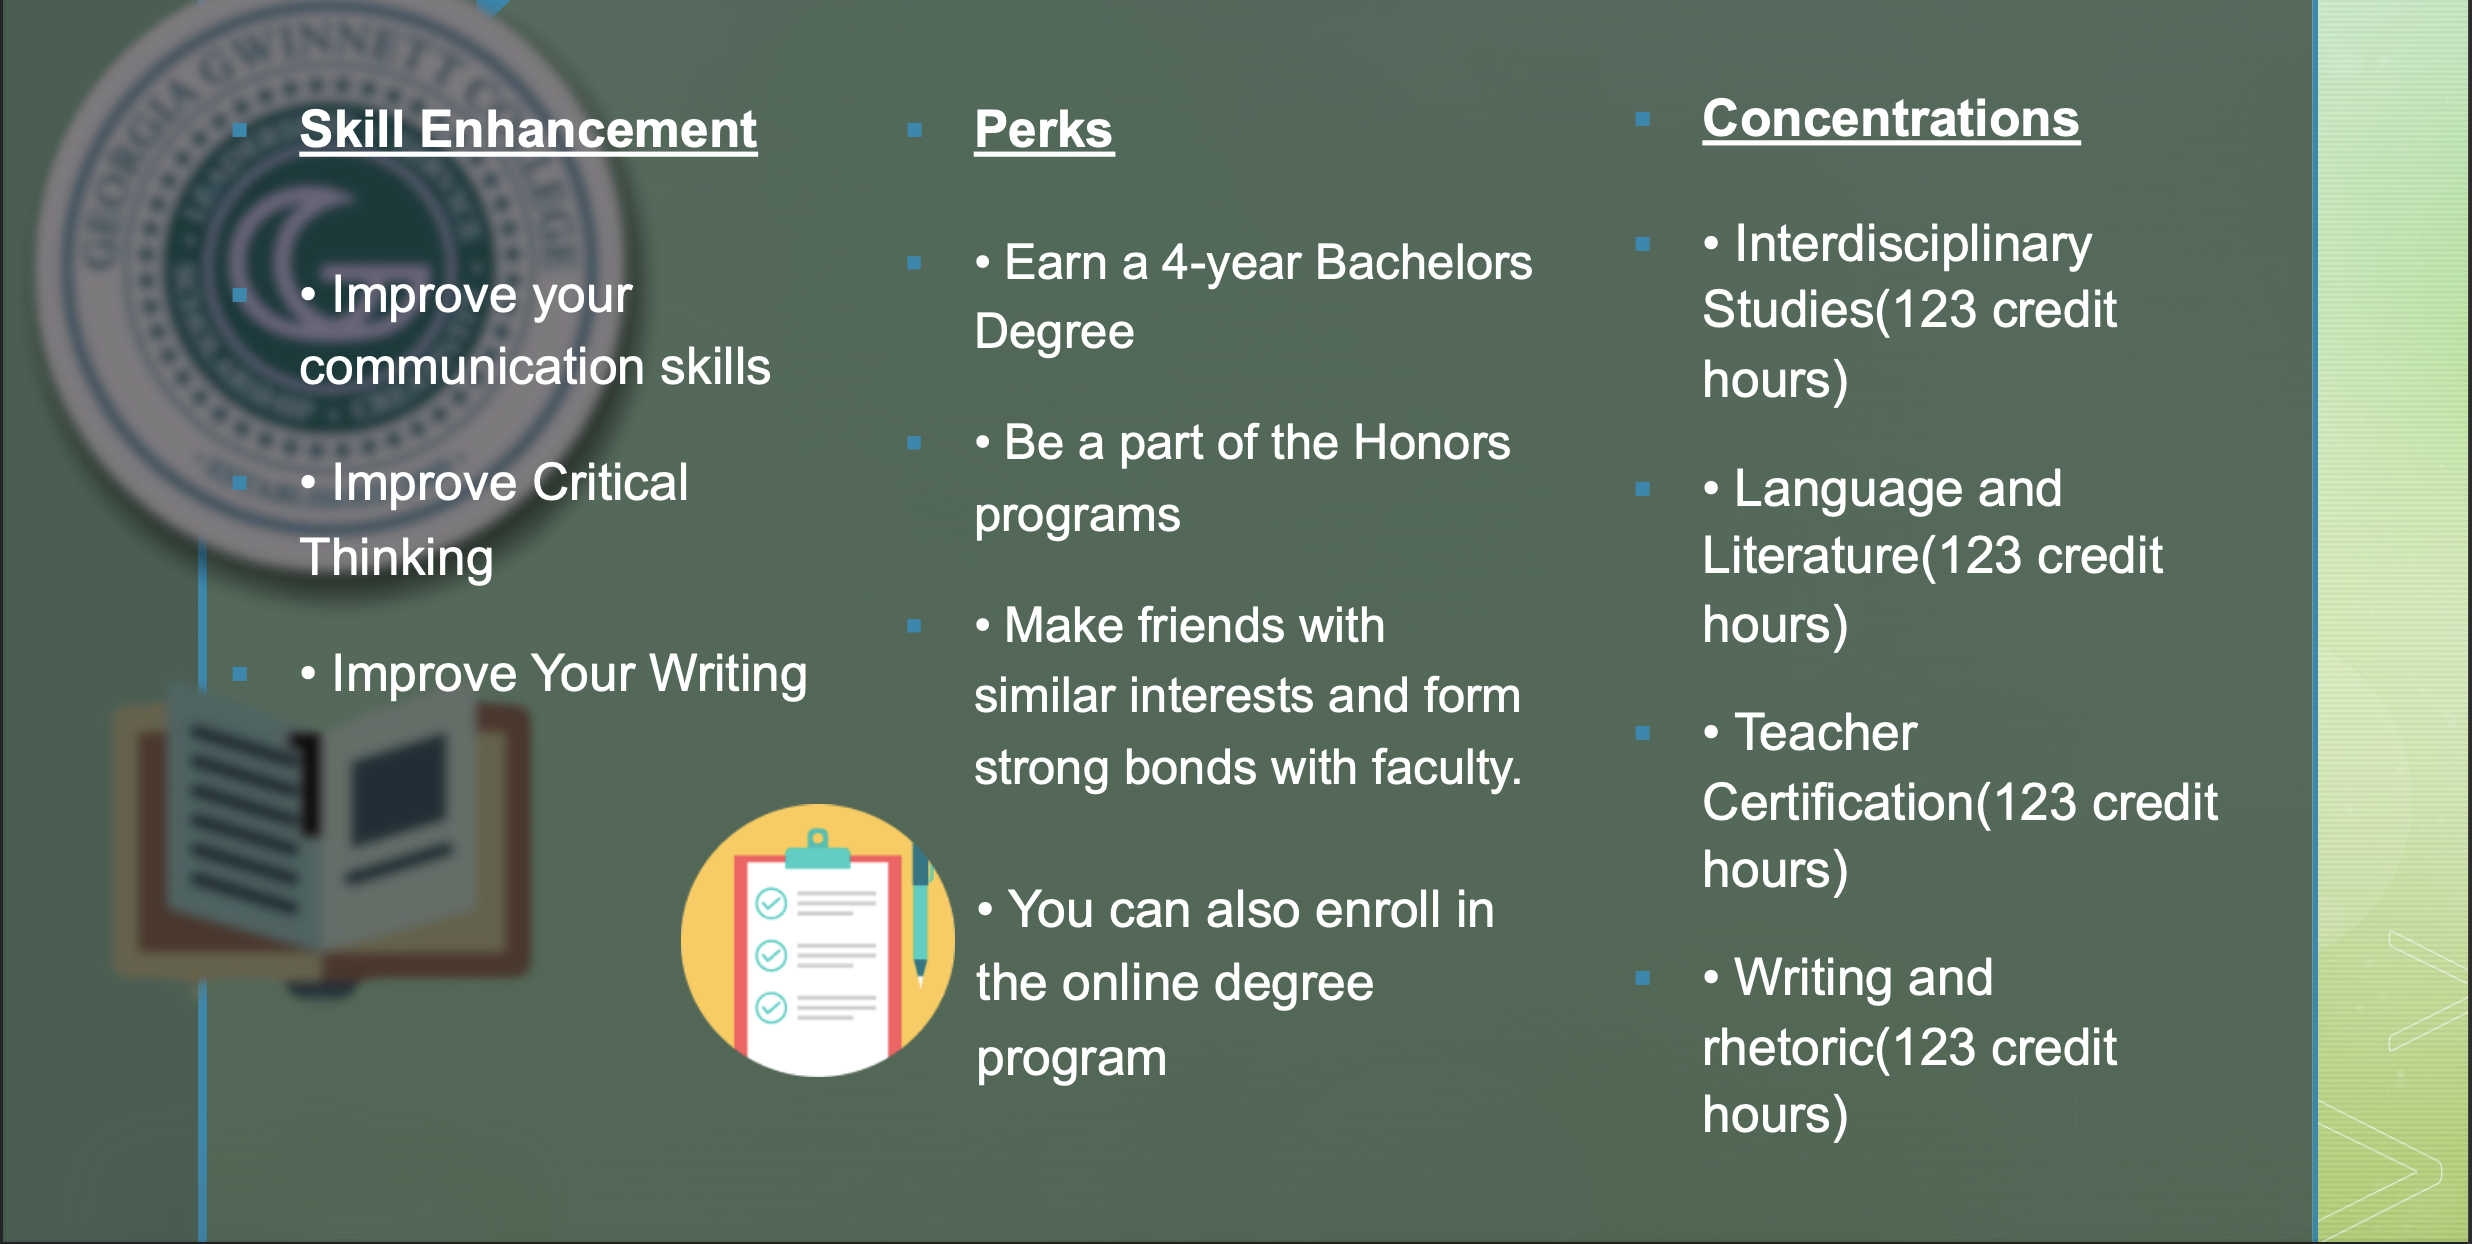 GEORGIA GWINNETT COLLEGE
Skill Enhancement
• Improve your
communication skills
• Improve Critical
Thinking
• Improve Your Writing
Perks
• Earn a 4-year Bachelors
Degree
• Be a part of the Honors
programs
• Make friends with
similar interests and form
strong bonds with faculty.
• You can also enroll in
the online degree
program
Concentrations
• Interdisciplinary
Studies(123 credit
hours)
• Language and
Literature(123 credit
hours)
• Teacher
Certification(123 credit
hours)
• Writing and
rhetoric(123 credit
hours)